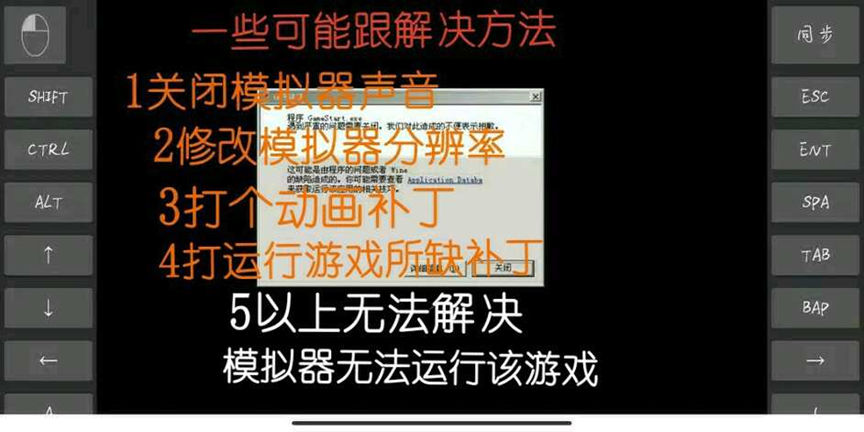 一些可能跟解决方法
同步
1关闭模拟器声音
SHIFT
ESC
程序 GameStart.exe
遇到严重的问题需要关闭。我们对此造成的不便表示抱歉。
2修改模拟器分辨率
CTRL
ENT
这可能是由程序的问题或者 Wine
的缺陷造成的。你可能需要查看 Application Databa
来获取运行该应用的相关技巧。
3打个动画补丁
ALT
SPA
4打运行游戏所缺补丁
↑
TAB
关闭
5以上无法解决
↓
BAP
模拟器无法运行该游戏
←
→